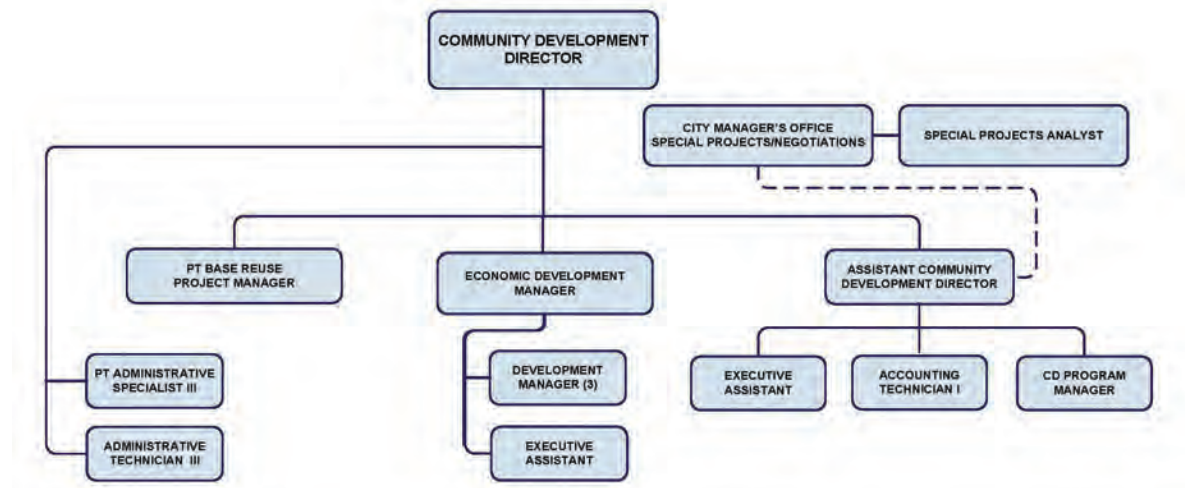 COMMUNITY DEVELOPMENT
DIRECTOR
CITY MANAGER'S OFFICE
SPECIAL PROJECTS/NEGOTIATIONS
SPECIAL PROJECTS ANALYST
PT BASE REUSE
PROJECT MANAGER
ECONOMIC DEVELOPMENT
MANAGER
ASSISTANT COMMUNITY
DEVELOPMENT DIRECTOR
PT ADMINISTRATIVE
SPECIALIST III
DEVELOPMENT
MANAGER (3)
EXECUTIVE
ASSISTANT
ACCOUNTING
TECHNICIAN I
CD PROGRAM
MANAGER
ADMINISTRATIVE
TECHNICIAN III
EXECUTIVE
ASSISTANT